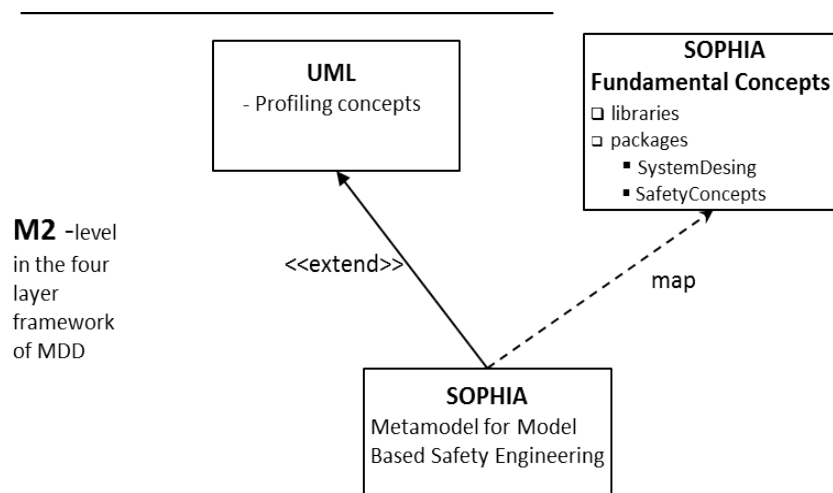 UML
- Profiling concepts
SOPHIA
Fundamental Concepts
❑ libraries
❑ packages
▪ SystemDesing
▪ SafetyConcepts
M2 -level
in the four
layer
framework
of MDD
<<extend>>
map
SOPHIA
Metamodel for Model
Based Safety Engineering